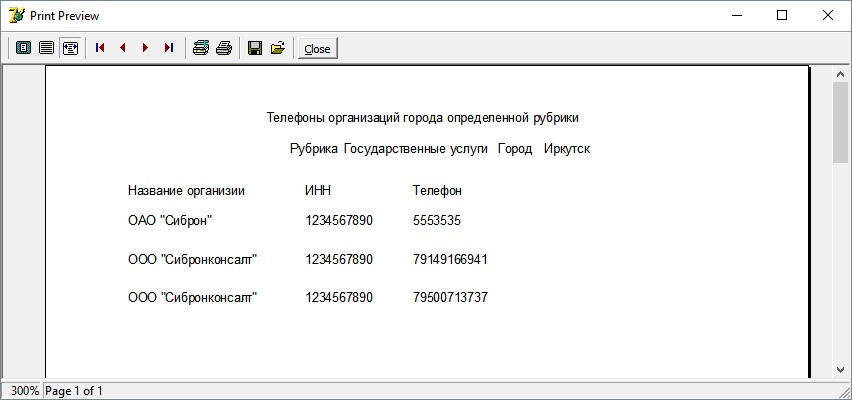 Print Preview
Close
Телефоны организаций города определенной рубрики
Рубрика Государственные услуги Город Иркутск
Название организии ИНН Телефон
ОАО "Сиброн" 1234567890 5553535
ООО "Сибронконсалт" 1234567890 79149166941
ООО "Сибронконсалт" 1234567890 79500713737
300% Page 1 of 1